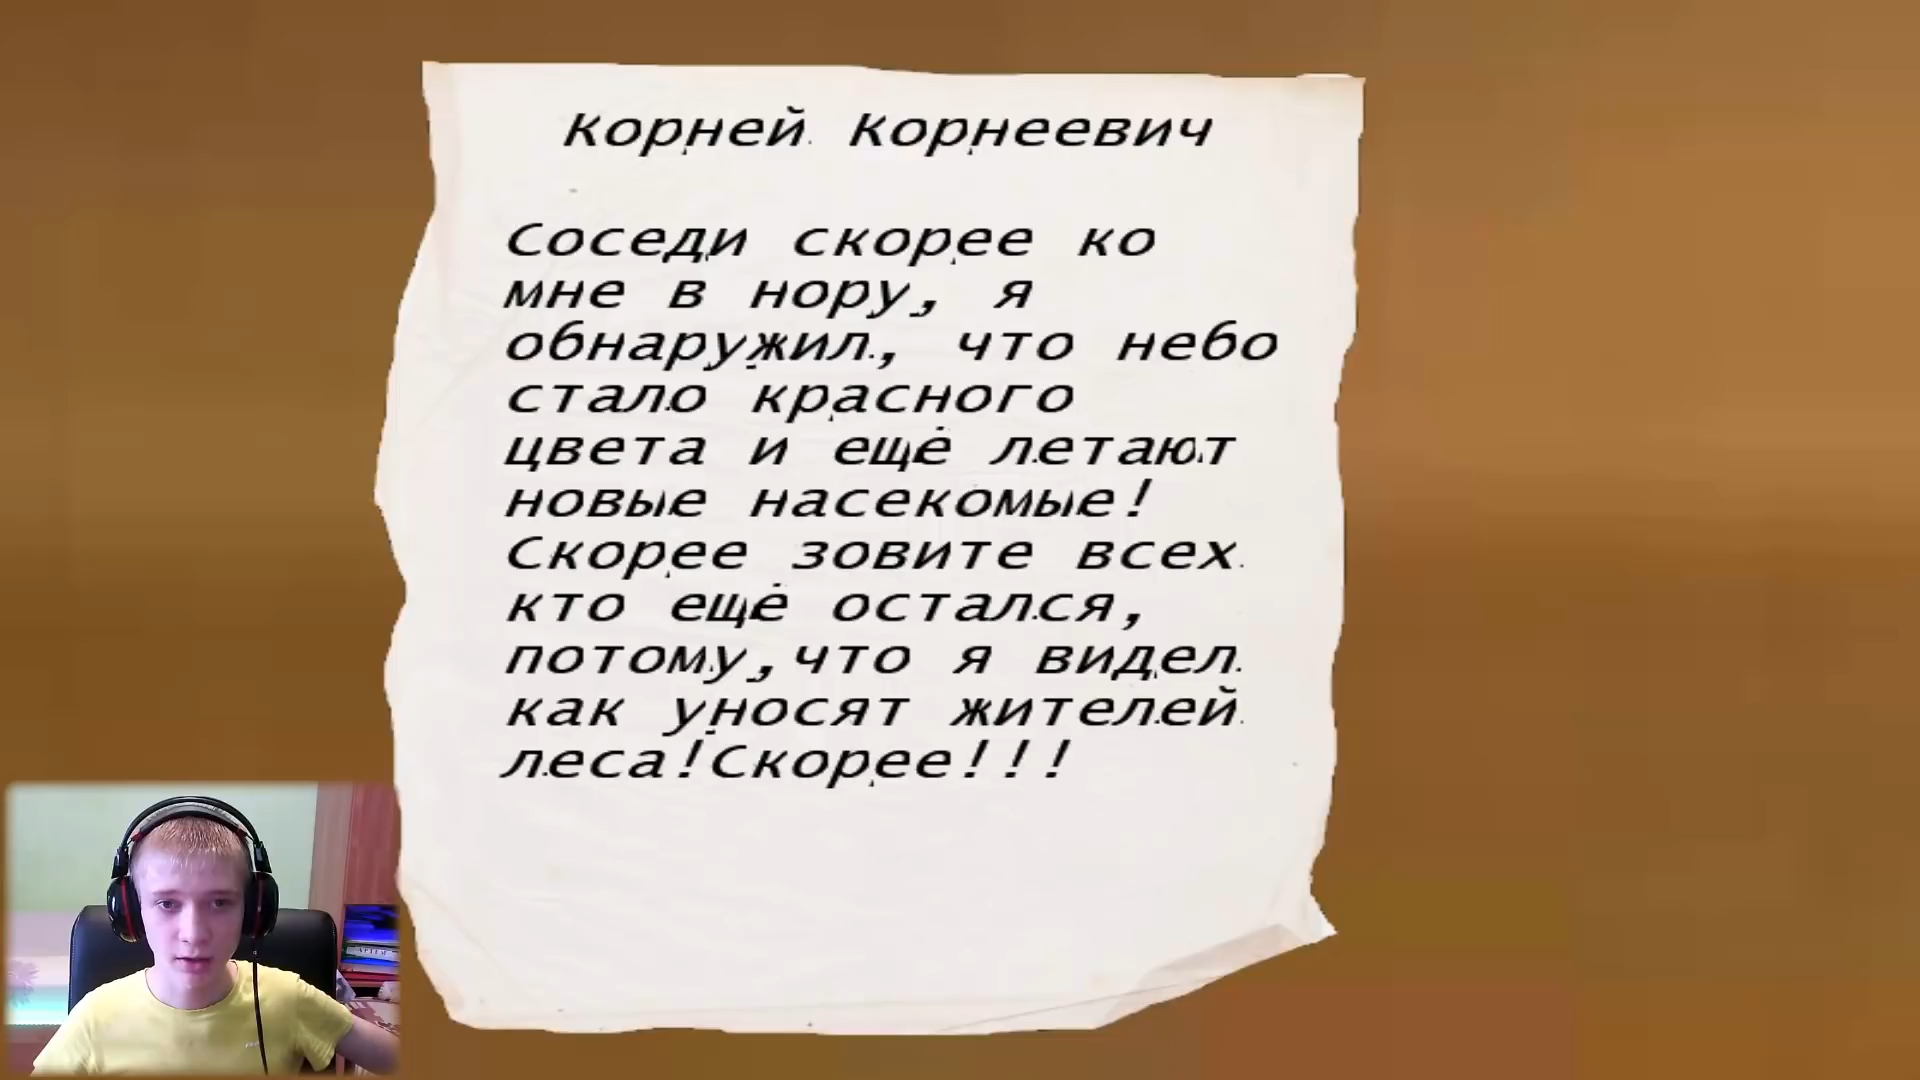 Корней Корнеевич
Соседи скорее ко
мне в нору, я
обнаружил, что небо
стало красного
цвета и ещё летают
новые насекомые!
Скорее зовите всех
кто ещё остался,
потому,что я видел
как уносят жителей
леса!Скорее!!!